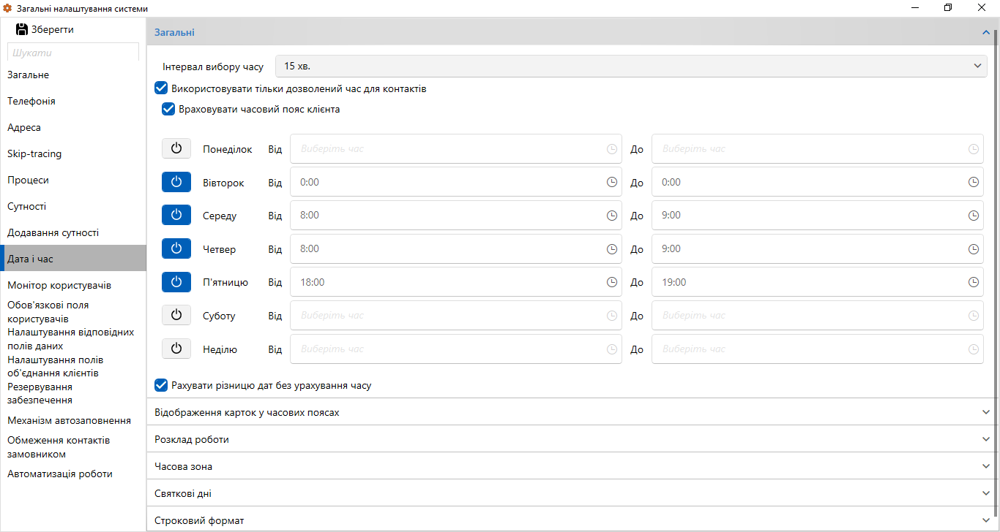 Загальні налаштування системи
Зберегти
Шукати
Загальне
Телефонія
Адреса
Skip-tracing
Процеси
Сутності
Додавання сутності
Дата і час
Монітор користувачів
Обов'язкові поля
користувачів
Налаштування відповідних
полів даних
Налаштування полів
об'єднання клієнтів
Резервування
забезпечення
Механізм автозаповнення
Обмеження контактів
замовником
Автоматизація роботи
Загальні
Інтервал вибору часу 15 хв.
Використовувати тільки дозволений час для контактів
Враховувати часовий пояс клієнта
Понеділок Від Виберіть час До Виберіть час
Вівторок Від 0:00 До 0:00
Середу Від 8:00 До 9:00
Четвер Від 8:00 До 9:00
П'ятницю Від 18:00 До 19:00
Суботу Від Виберіть час До Виберіть час
Неділю Від Виберіть час До Виберіть час
Рахувати різницю дат без урахування часу
Відображення карток у часових поясах
Розклад роботи
Часова зона
Святкові дні
Строковий формат